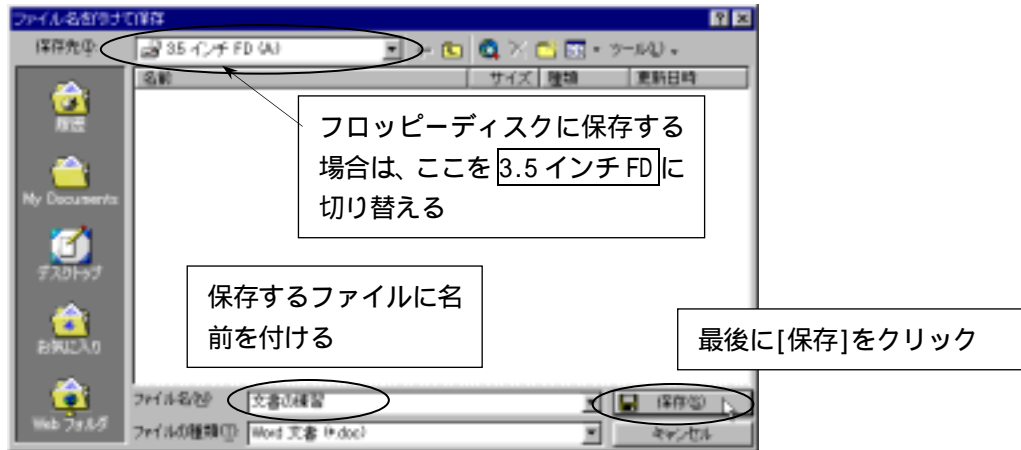 ファイル名を付けて保存
保存先(I):
3.5 インチ FD (A:)
ツール(L)
名前
サイズ
種類
更新日時
履歴
フロッピーディスクに保存する
場合は、ここを 3.5 インチ FD に
切り替える
My Documents
デスクトップ
保存するファイルに名
前を付ける
お気に入り
最後に[保存]をクリック
Web フォルダ
ファイル名(N):
文書の練習
保存(S)
ファイルの種類(T):
Word 文書 (*.doc)
キャンセル